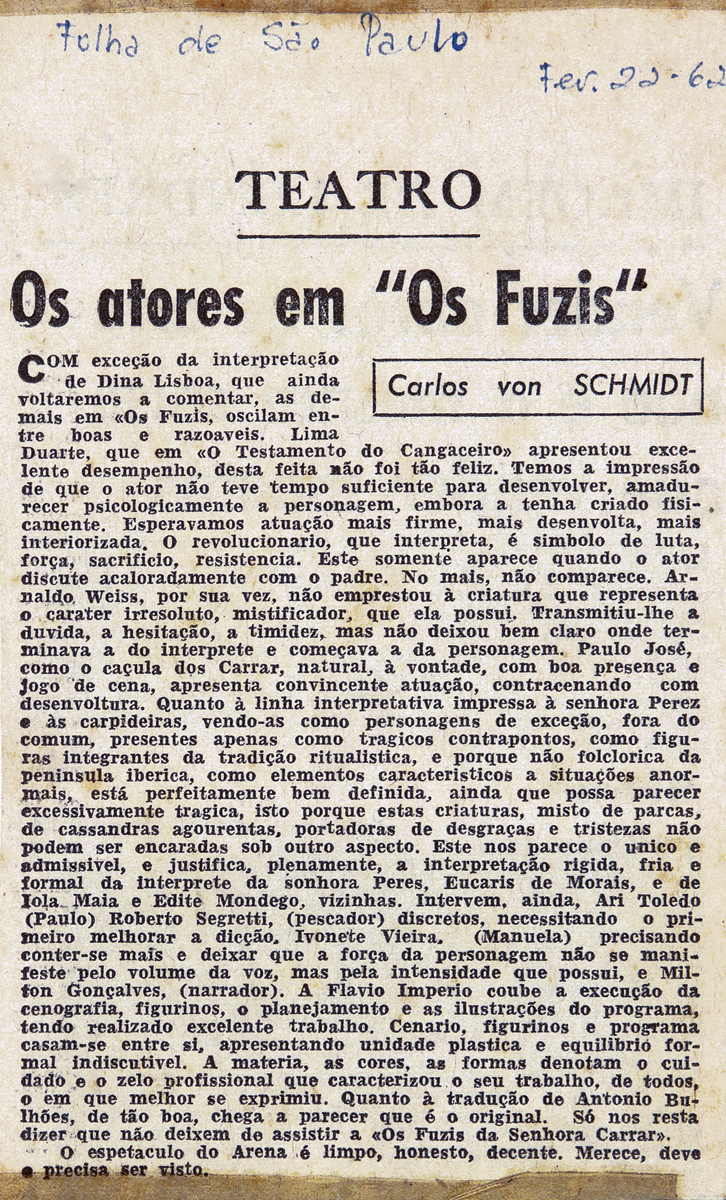 Folha de São Paulo
Fev. 22-62
TEATRO
Os atores em “Os Fuzis“
Carlos von SCHMIDT
COM exceção da interpretação
de Dina Lisboa, que ainda
voltaremos a comentar, as de-
mais em «Os Fuzis, oscilam en-
tre boas e razoaveis. Lima
Duarte, que em «O Testamento do Cangaceiro» apresentou exce-
lente desempenho, desta feita não foi tão feliz. Temos a impressão
de que o ator não teve tempo suficiente para desenvolver, amadu-
recer psicologicamente a personagem, embora a tenha criado fisi-
camente. Esperavamos atuação mais firme, mais desenvolta, mais
interiorizada. O revolucionario, que interpreta, é simbolo de luta,
força, sacrificio, resistencia. Este somente aparece quando o ator
discute acaloradamente com o padre. No mais, não comparece. Ar-
naldo Weiss, por sua vez, não emprestou à criatura que representa
o carater irresoluto, mistificador, que ela possui. Transmitiu-lhe a
duvida, a hesitação, a timidez, mas não deixou bem claro onde ter-
minava a do interprete e começava a da personagem. Paulo José,
como o caçula dos Carrar, natural, à vontade, com boa presença e
jogo de cena, apresenta convincente atuação, contracenando com
desenvoltura. Quanto à linha interpretativa impressa à senhora Perez
e às carpideiras, vendo-as como personagens de exceção, fora do
comum, presentes apenas como tragicos contrapontos, como figu-
ras integrantes da tradição ritualistica, e porque não folclorica da
peninsula iberica, como elementos caracteristicos a situações anor-
mais, está perfeitamente bem definida, ainda que possa parecer
excessivamente tragica, isto porque estas criaturas, misto de parcas,
de cassandras agourentas, portadoras de desgraças e tristezas não
podem ser encaradas sob outro aspecto. Este nos parece o unico e
admissivel, e justifica, plenamente, a interpretação rigida, fria e
formal da interprete da sonhora Peres, Eucaris de Morais, e de
Iola Maia e Edite Mondego, vizinhas. Intervem, ainda, Ari Toledo
(Paulo) Roberto Segretti, (pescador) discretos, necessitando o pri-
meiro melhorar a dicção, Ivonete Vieira, (Manuela) precisando
conter-se mais e deixar que a força da personagem não se mani-
feste pelo volume da voz, mas pela intensidade que possui, e Mil-
ton Gonçalves, (narrador). A Flavio Imperio coube a execução da
cenografia, figurinos, o planejamento e as ilustrações do programa,
tendo realizado excelente trabalho. Cenario, figurinos e programa
casam-se entre si, apresentando unidade plastica e equilibrio for-
mal indiscutivel. A materia, as cores, as formas denotam o cui-
dado e o zelo profissional que caracterizou o seu trabalho, de todos,
o em que melhor se exprimiu. Quanto à tradução de Antonio Bu-
lhões, de tão boa, chega a parecer que é o original. Só nos resta
dizer que não deixem de assistir a «Os Fuzis da Senhora Carrar».
O espetaculo do Arena é limpo, honesto, decente. Merece, deve
e precisa ser visto.